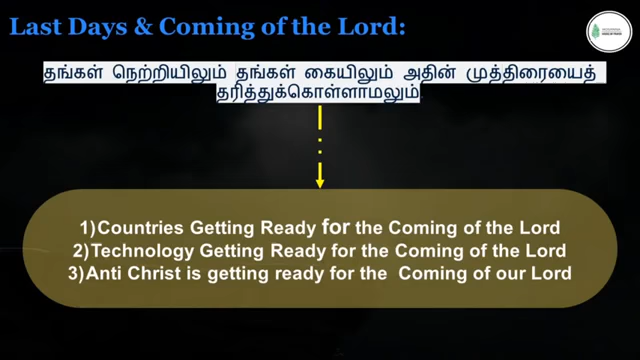 Last Days & Coming of the Lord:
தங்கள் நெற்றியிலும் தங்கள் கையிலும் அதின் முத்திரையைத்
தரித்துக்கொள்ளாமலும்
1)Countries Getting Ready for the Coming of the Lord
2)Technology Getting Ready for the Coming of the Lord
3)Anti Christ is getting ready for the Coming of our Lord